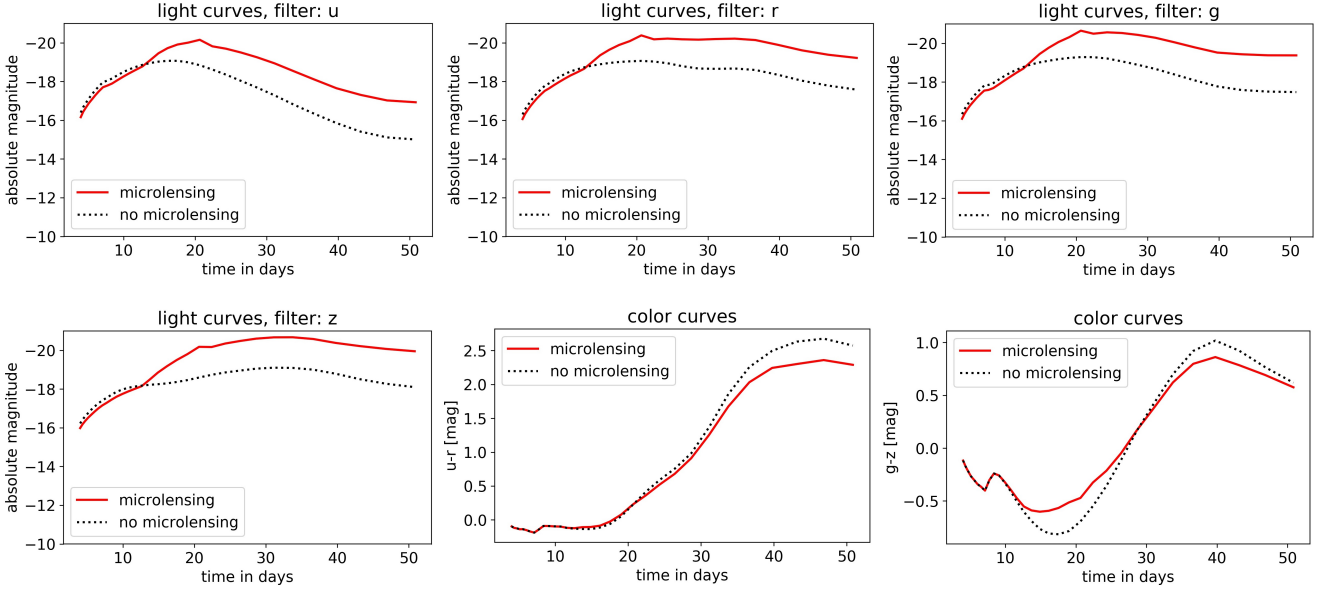 light curves, filter: u
absolute magnitude
−20
−18
−16
−14
−12
−10
microlensing
no microlensing
10 20 30 40 50
time in days
light curves, filter: r
absolute magnitude
−20
−18
−16
−14
−12
−10
microlensing
no microlensing
10 20 30 40 50
time in days
light curves, filter: g
absolute magnitude
−20
−18
−16
−14
−12
−10
microlensing
no microlensing
10 20 30 40 50
time in days
light curves, filter: z
absolute magnitude
−20
−18
−16
−14
−12
−10
microlensing
no microlensing
10 20 30 40 50
time in days
color curves
u-r [mag]
2.5
2.0
1.5
1.0
0.5
0.0
microlensing
no microlensing
10 20 30 40 50
time in days
color curves
g-z [mag]
1.0
0.5
0.0
−0.5
microlensing
no microlensing
10 20 30 40 50
time in days